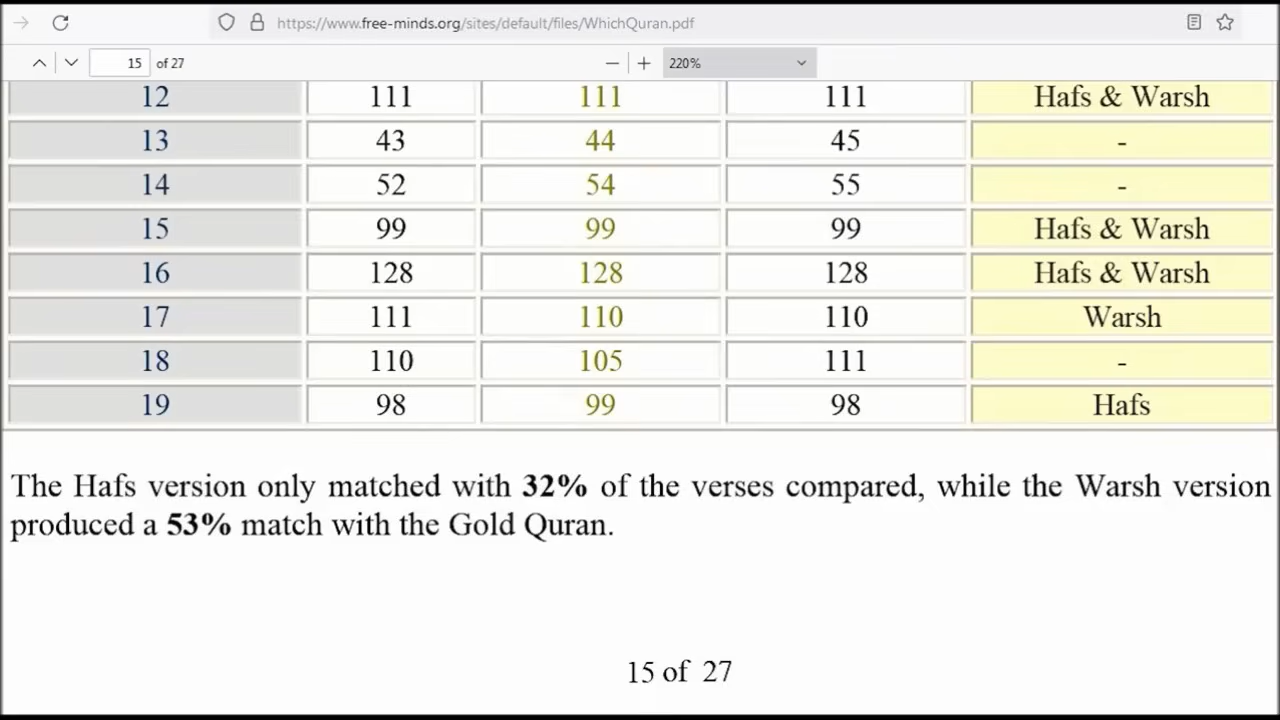 https://www.free-minds.org/sites/default/files/WhichQuran.pdf
15 of 27 220%
12 111 111 111 Hafs & Warsh
13 43 44 45 -
14 52 54 55 -
15 99 99 99 Hafs & Warsh
16 128 128 128 Hafs & Warsh
17 111 110 110 Warsh
18 110 105 111 -
19 98 99 98 Hafs
The Hafs version only matched with 32% of the verses compared, while the Warsh version
produced a 53% match with the Gold Quran.
15 of 27